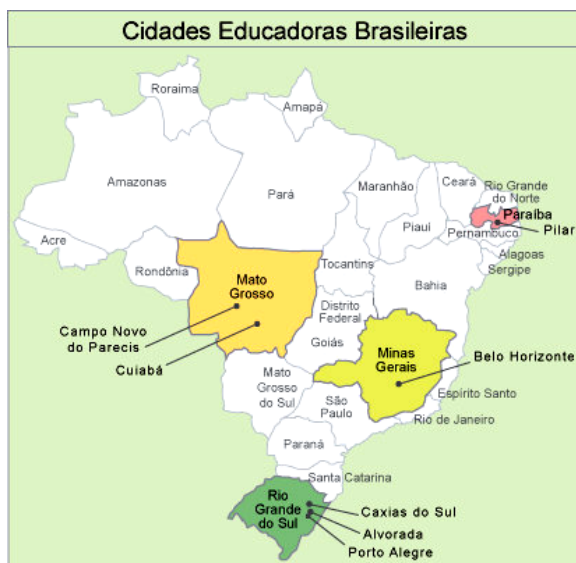 Cidades Educadoras Brasileiras
Roraima
Amapá
Amazonas
Pará
Maranhão
Ceará
Rio Grande
do Norte
Paraíba
Pilar
Piauí
Pernambuco
Acre
Rondônia
Tocantins
Alagoas
Sergipe
Bahia
Mato
Grosso
Campo Novo
do Parecis
Cuiabá
Distrito
Federal
Goiás
Minas
Gerais
Belo Horizonte
Mato
Grosso
do Sul
Espírito Santo
São
Paulo
Rio de Janeiro
Paraná
Santa Catarina
Rio
Grande
do Sul
Caxias do Sul
Alvorada
Porto Alegre